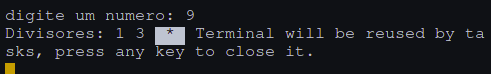 digite um numero: 9
Divisores: 1 3  *  Terminal will be reused by ta
sks, press any key to close it.